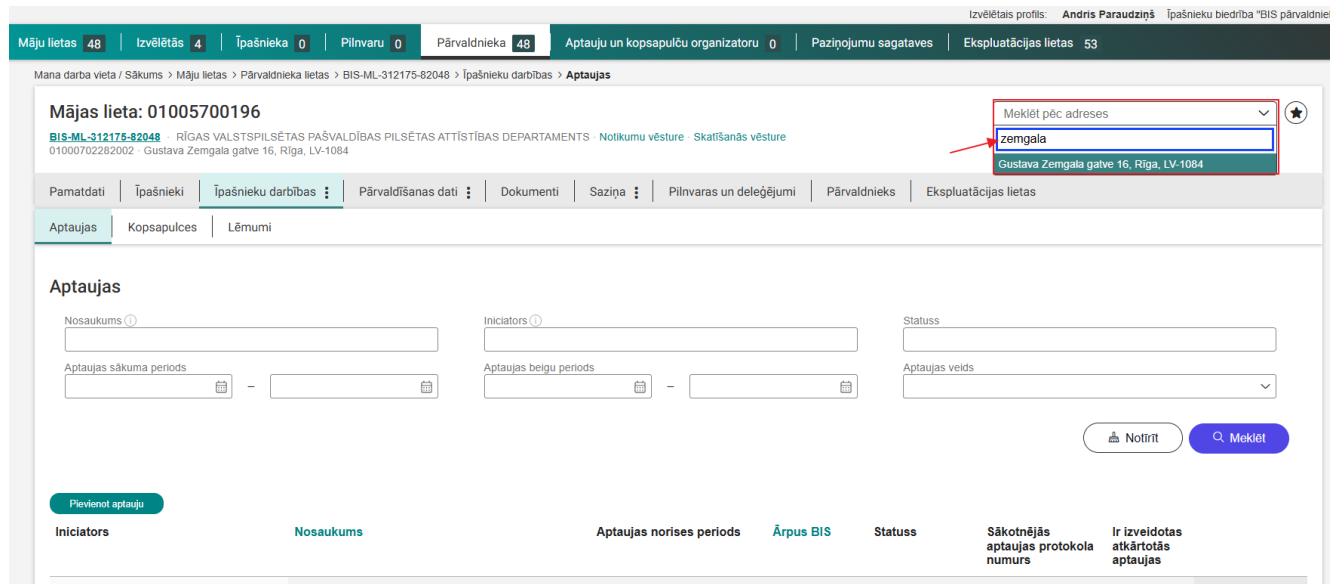 Izvēlētais profils: Andris Paraudziņš Īpašnieku biedrība "BIS pārvaldniek
Māju lietas 48 Izvēlētās 4 Īpašnieka 0 Pilnvaru 0 Pārvaldnieka 48 Aptauju un kopsapulču organizatoru 0 Paziņojumu sagataves Ekspluatācijas lietas 53
Mana darba vieta / Sākums > Māju lietas > Pārvaldnieka lietas > BIS-ML-312175-82048 > Īpašnieku darbības > Aptaujas
Mājas lieta: 01005700196
Meklēt pēc adreses
BIS-ML-312175-82048 · RĪGAS VALSTSPILSĒTAS PAŠVALDĪBAS PILSĒTAS ATTĪSTĪBAS DEPARTAMENTS · Notikumu vēsture · Skatīšanās vēsture
zemgala
01000702282002 · Gustava Zemgala gatve 16, Rīga, LV-1084
Gustava Zemgala gatve 16, Rīga, LV-1084
Pamatdati Īpašnieki Īpašnieku darbības Pārvaldīšanas dati Dokumenti Saziņa Pilnvaras un deleģējumi Pārvaldnieks Ekspluatācijas lietas
Aptaujas Kopsapulces Lēmumi
Aptaujas
Nosaukums Iniciators Statuss
Aptaujas sākuma periods Aptaujas beigu periods Aptaujas veids
– –
Notīrīt Meklēt
Pievienot aptauju
Iniciators Nosaukums Aptaujas norises periods Ārpus BIS Statuss Sākotnējās Ir izveidotas
aptaujas protokola atkārtotās
numurs aptaujas